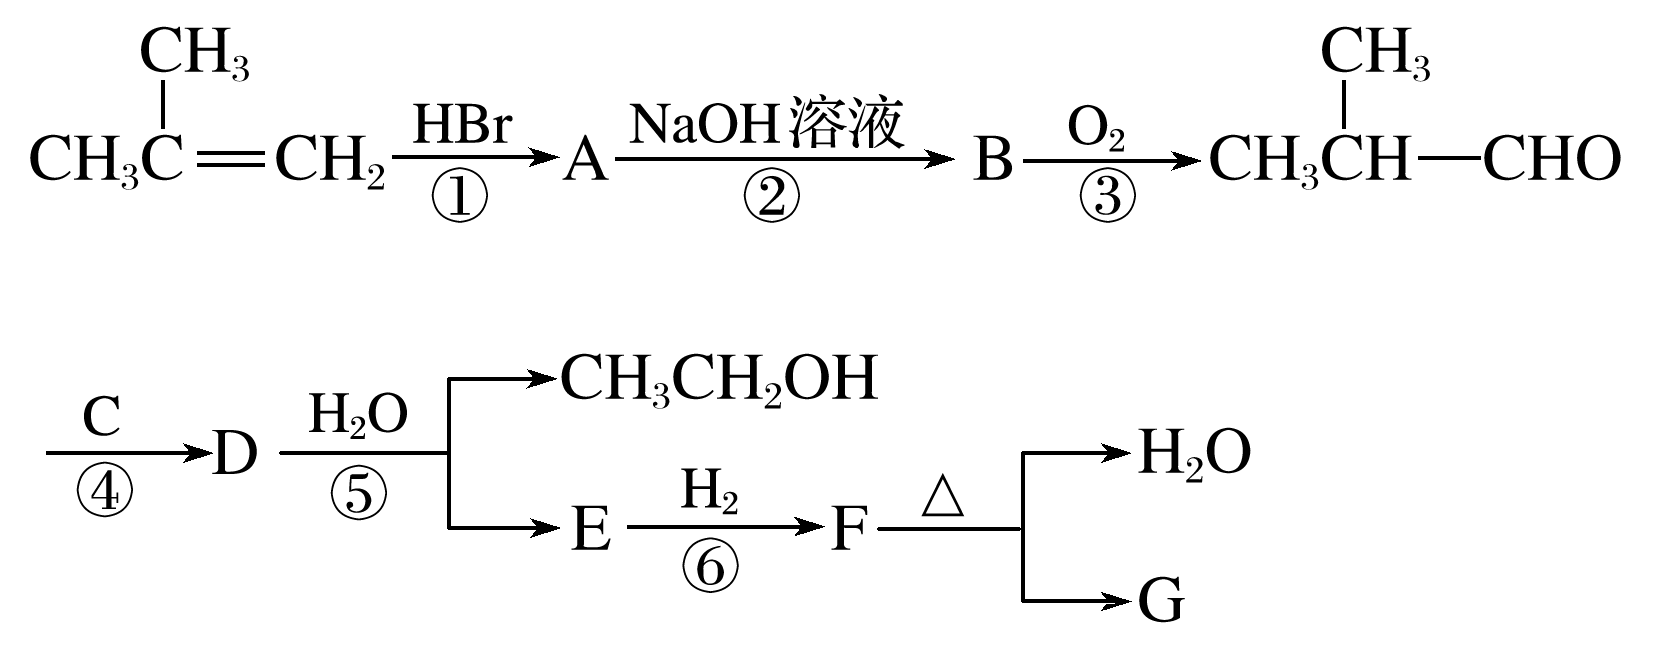 CH₃ CH₃
HBr NaOH溶液 O₂
CH₃C═CH₂ A B CH₃CH—CHO
① ② ③
CH₃CH₂OH
C H₂O
D H₂O
④ ⑤ H₂ △
E F
⑥
G